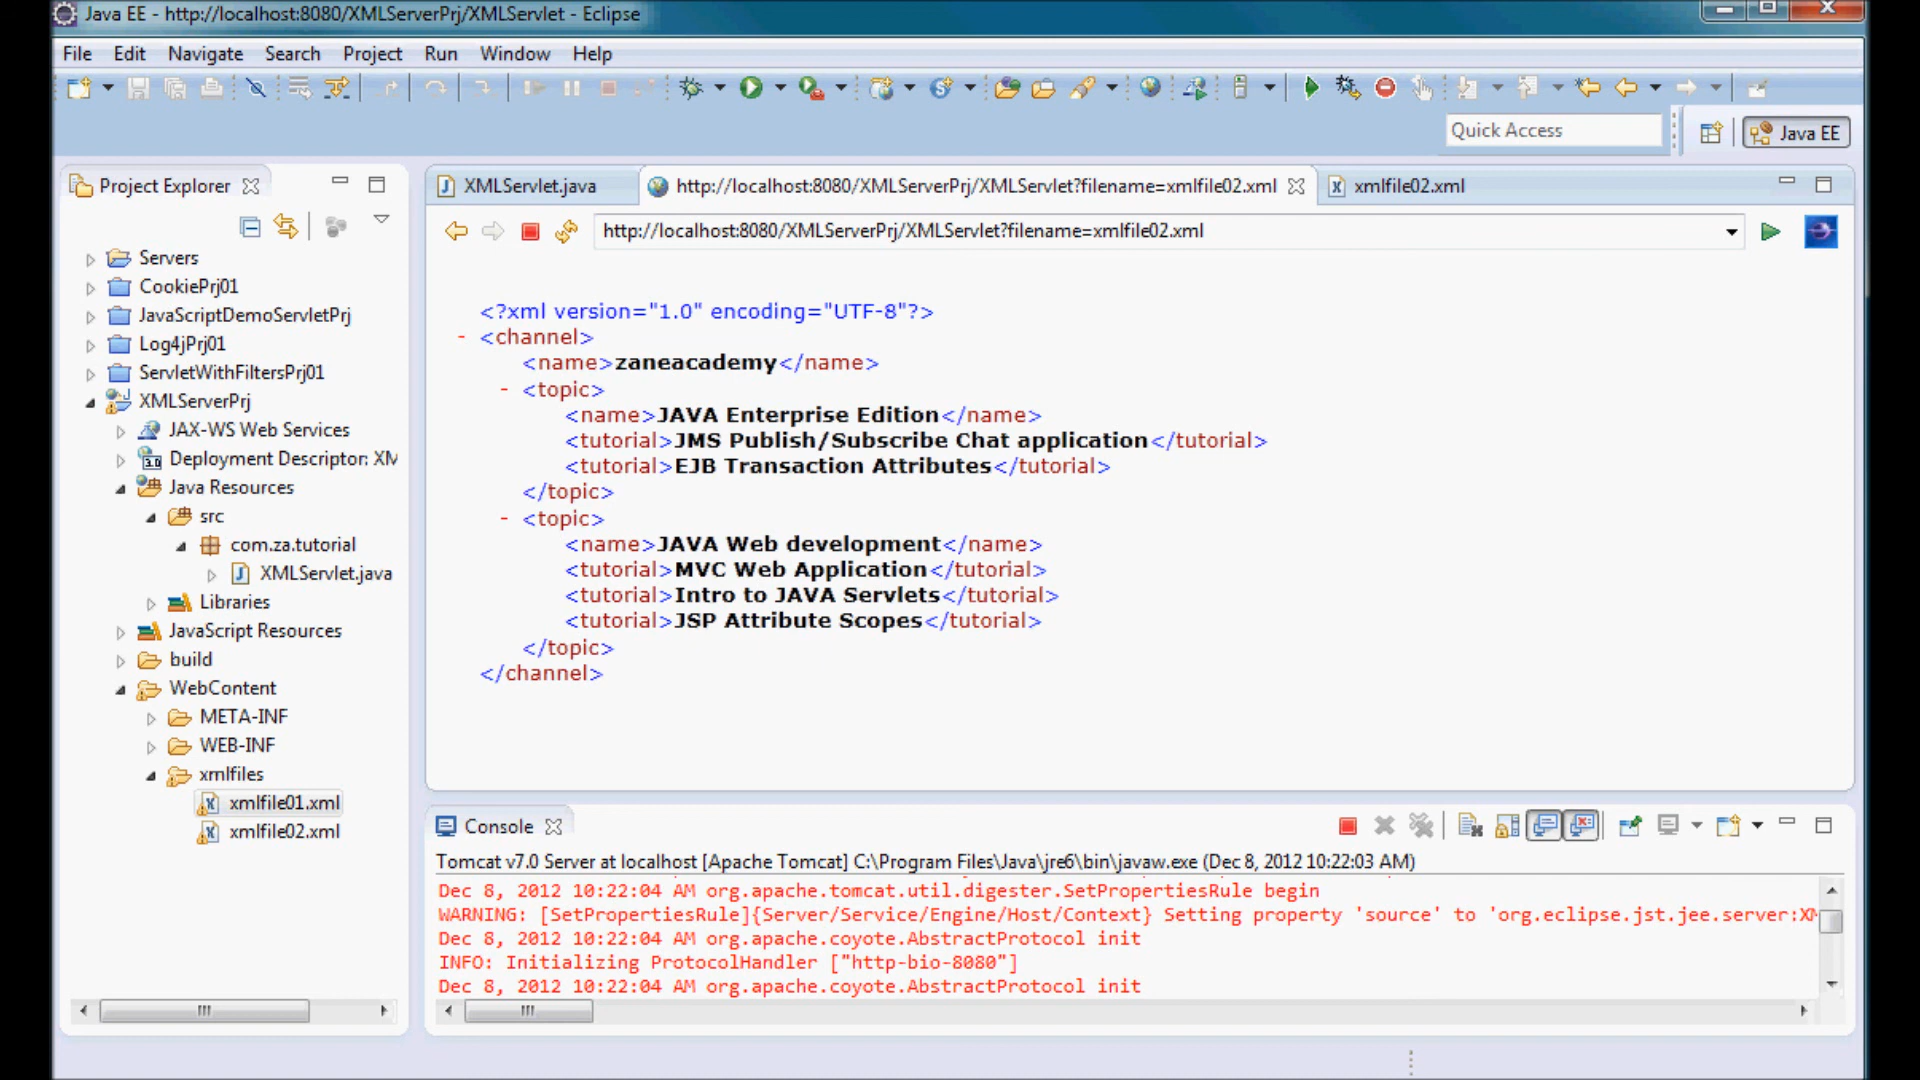 Java EE - http://localhost:8080/XMLServerPrj/XMLServlet - Eclipse
File Edit Navigate Search Project Run Window Help
Quick Access
Java EE
Project Explorer
XMLServlet.java
http://localhost:8080/XMLServerPrj/XMLServlet?filename=xmlfile02.xml
xmlfile02.xml
http://localhost:8080/XMLServerPrj/XMLServlet?filename=xmlfile02.xml
Servers
CookiePrj01
JavaScriptDemoServletPrj
Log4jPrj01
ServletWithFiltersPrj01
XMLServerPrj
JAX-WS Web Services
Deployment Descriptor: XM
Java Resources
src
com.za.tutorial
XMLServlet.java
Libraries
JavaScript Resources
build
WebContent
META-INF
WEB-INF
xmlfiles
xmlfile01.xml
xmlfile02.xml
<?xml version="1.0" encoding="UTF-8"?>
- <channel>
<name>zaneacademy</name>
- <topic>
<name>JAVA Enterprise Edition</name>
<tutorial>JMS Publish/Subscribe Chat application</tutorial>
<tutorial>EJB Transaction Attributes</tutorial>
</topic>
- <topic>
<name>JAVA Web development</name>
<tutorial>MVC Web Application</tutorial>
<tutorial>Intro to JAVA Servlets</tutorial>
<tutorial>JSP Attribute Scopes</tutorial>
</topic>
</channel>
Console
Tomcat v7.0 Server at localhost [Apache Tomcat] C:\Program Files\Java\jre6\bin\javaw.exe (Dec 8, 2012 10:22:03 AM)
Dec 8, 2012 10:22:04 AM org.apache.tomcat.util.digester.SetPropertiesRule begin
WARNING: [SetPropertiesRule]{Server/Service/Engine/Host/Context} Setting property 'source' to 'org.eclipse.jst.jee.server:XM
Dec 8, 2012 10:22:04 AM org.apache.coyote.AbstractProtocol init
INFO: Initializing ProtocolHandler ["http-bio-8080"]
Dec 8, 2012 10:22:04 AM org.apache.coyote.AbstractProtocol init